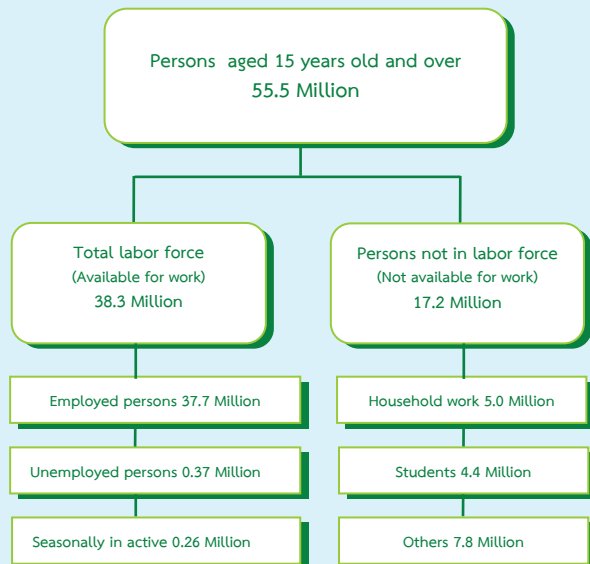 Persons aged 15 years old and over
55.5 Million
Total labor force
(Available for work)
38.3 Million
Persons not in labor force
(Not available for work)
17.2 Million
Employed persons 37.7 Million
Household work 5.0 Million
Unemployed persons 0.37 Million
Students 4.4 Million
Seasonally in active 0.26 Million
Others 7.8 Million